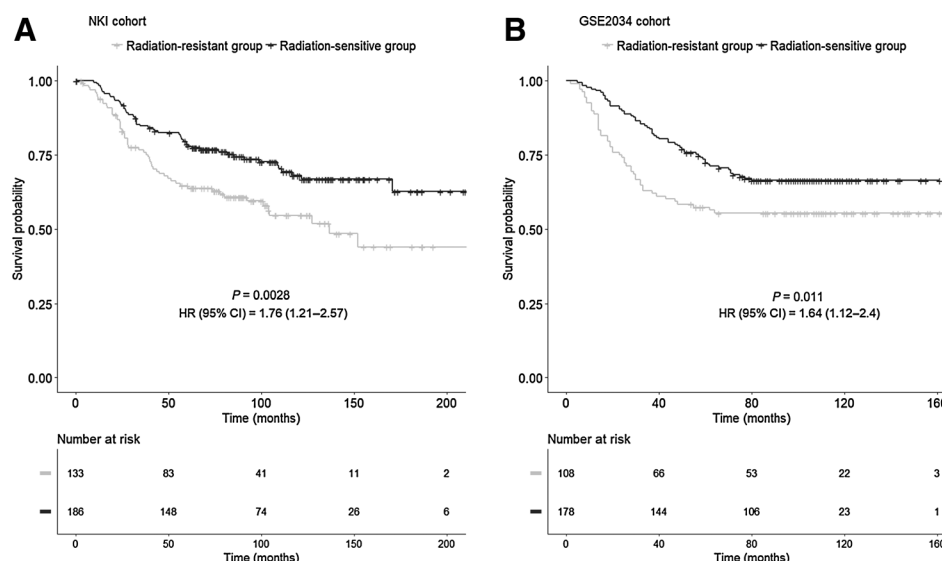 A
NKI cohort
Radiation-resistant group Radiation-sensitive group
1.00
0.75
0.50
0.25
0.00
Survival probability
P = 0.0028
HR (95% CI) = 1.76 (1.21–2.57)
0 50 100 150 200
Time (months)
Number at risk
133 83 41 11 2
186 148 74 26 6
0 50 100 150 200
Time (months)
B
GSE2034 cohort
Radiation-resistant group Radiation-sensitive group
1.00
0.75
0.50
0.25
0.00
Survival probability
P = 0.011
HR (95% CI) = 1.64 (1.12–2.4)
0 40 80 120 160
Time (months)
Number at risk
108 66 53 22 3
178 144 106 23 1
0 40 80 120 160
Time (months)